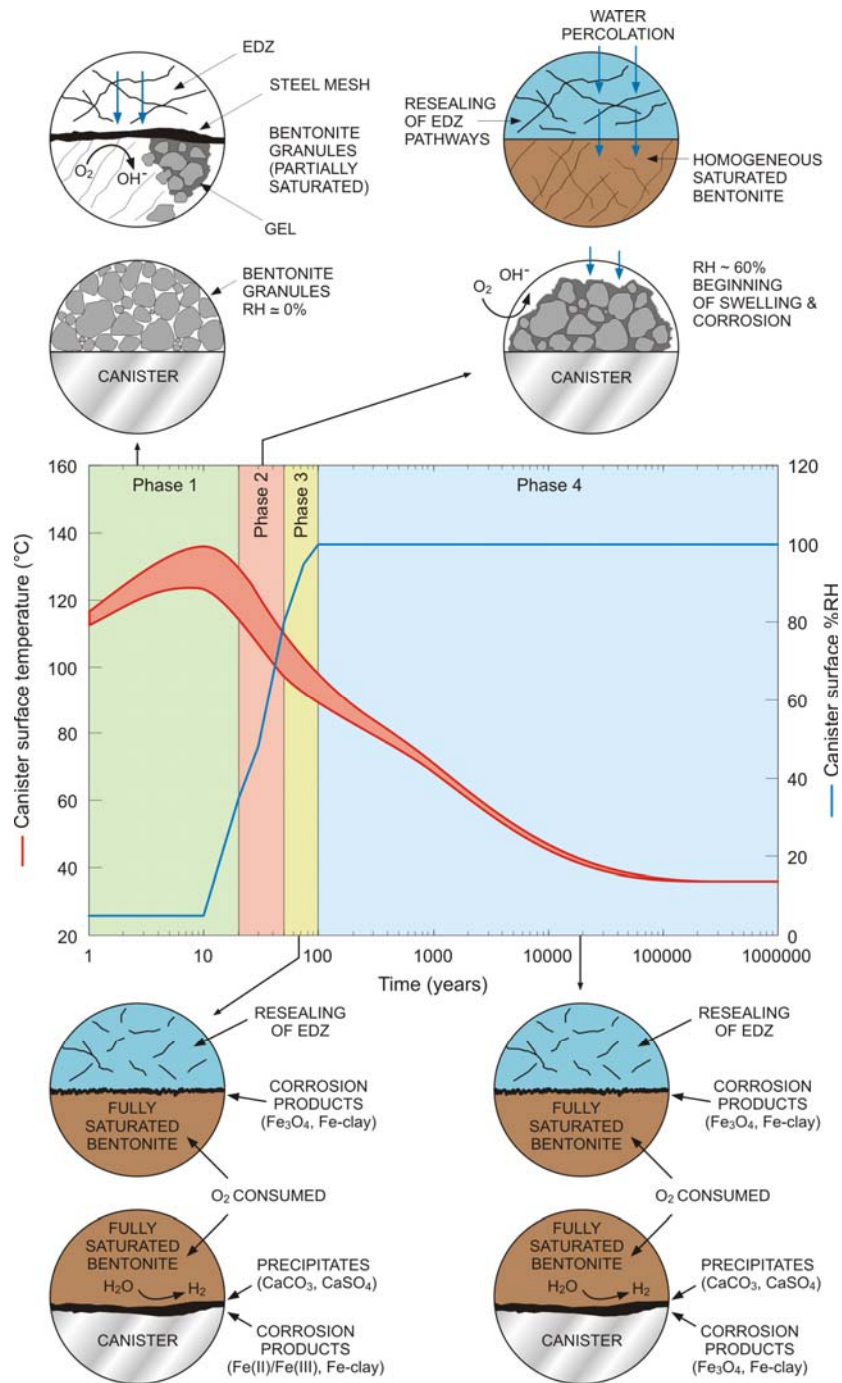 EDZ
STEEL MESH
BENTONITE
GRANULES
(PARTIALLY
SATURATED)
O₂
OH⁻
GEL
WATER
PERCOLATION
RESEALING
OF EDZ
PATHWAYS
HOMOGENEOUS
SATURATED
BENTONITE
BENTONITE
GRANULES
RH ≃ 0%
CANISTER
O₂
OH⁻
RH ~ 60%
BEGINNING
OF SWELLING &
CORROSION
CANISTER
Phase 1
Phase 2
Phase 3
Phase 4
Canister surface temperature (°C)
160
140
120
100
80
60
40
20
120
100
80
60
40
20
0
Canister surface %RH
1
10
100
1000
10000
100000
1000000
Time (years)
RESEALING
OF EDZ
CORROSION
PRODUCTS
(Fe₃O₄, Fe-clay)
FULLY
SATURATED
BENTONITE
RESEALING
OF EDZ
CORROSION
PRODUCTS
(Fe₃O₄, Fe-clay)
FULLY
SATURATED
BENTONITE
O₂ CONSUMED
O₂ CONSUMED
FULLY
SATURATED
BENTONITE
H₂O
H₂
CANISTER
PRECIPITATES
(CaCO₃, CaSO₄)
CORROSION
PRODUCTS
(Fe(II)/Fe(III), Fe-clay)
FULLY
SATURATED
BENTONITE
H₂O
H₂
CANISTER
PRECIPITATES
(CaCO₃, CaSO₄)
CORROSION
PRODUCTS
(Fe₃O₄, Fe-clay)